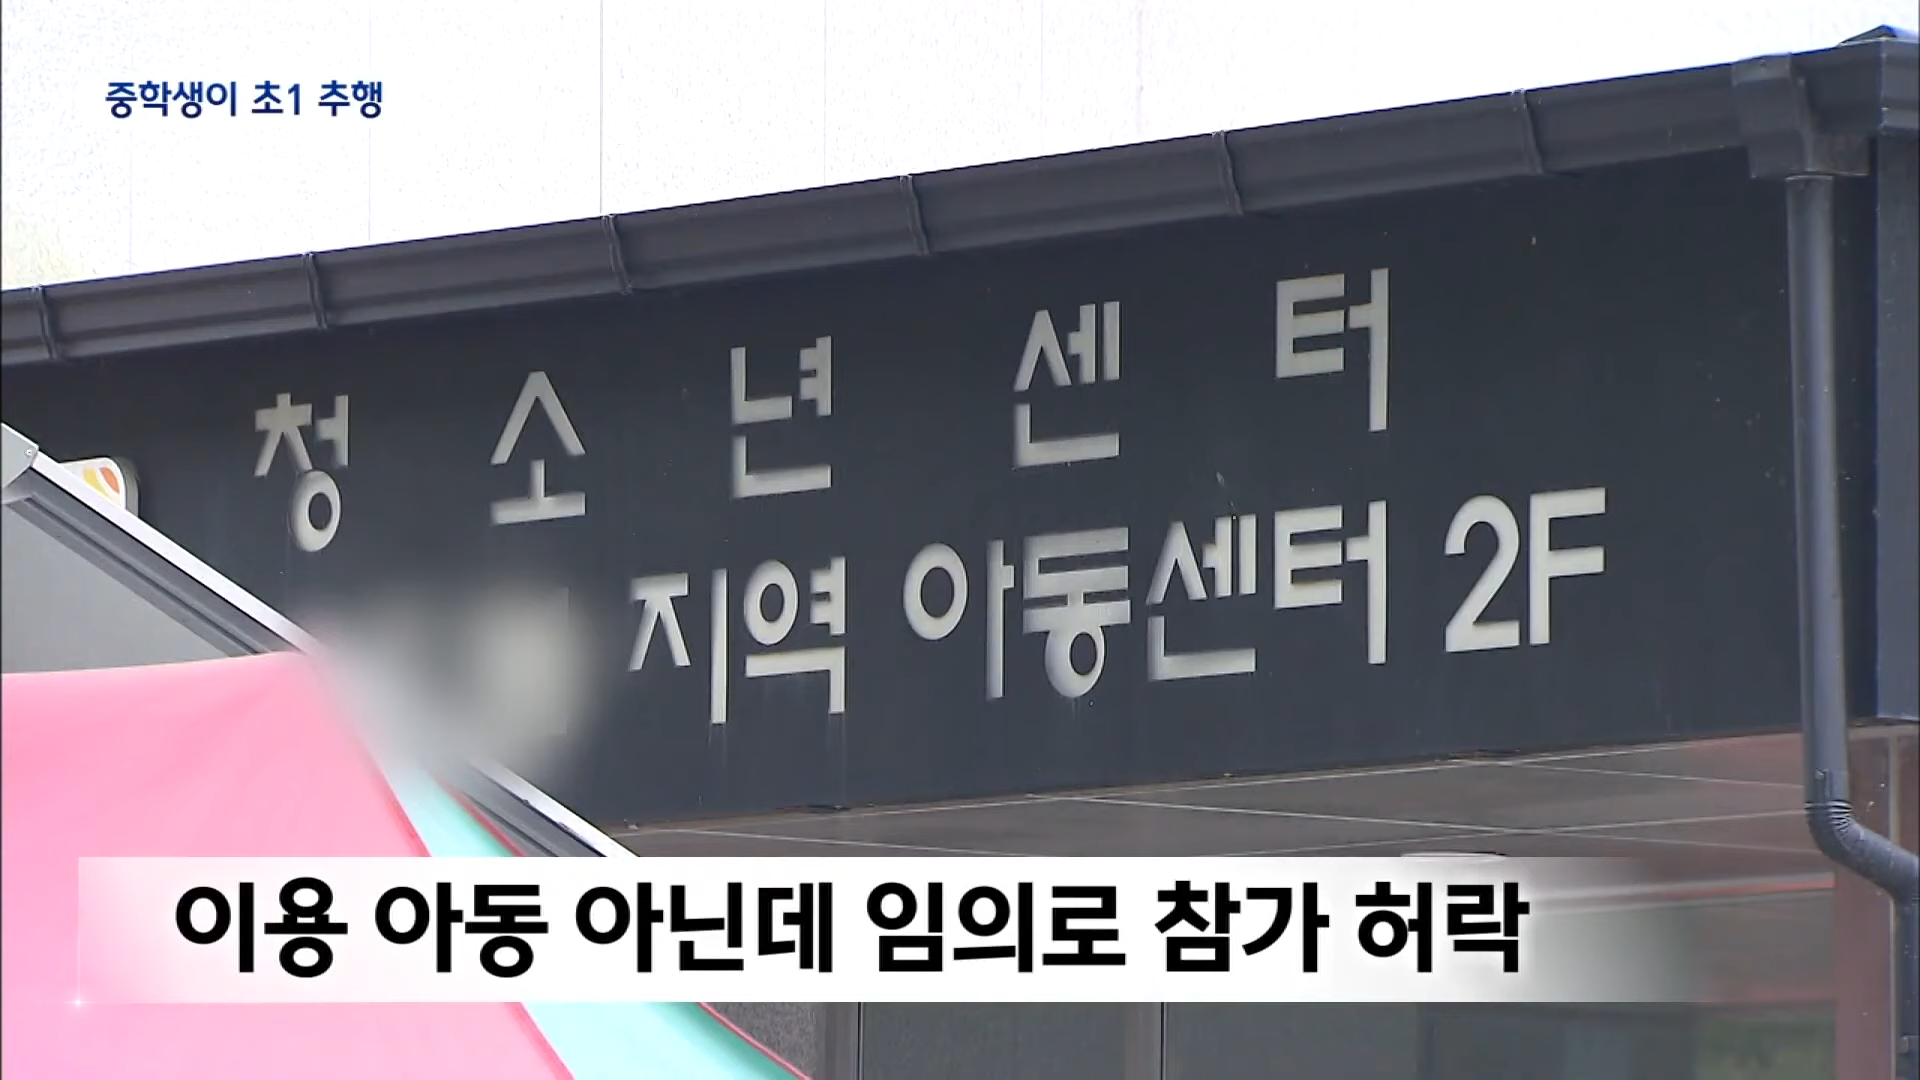 중학생이 초1 추행
청소년센터
지역 아동센터 2F
이용 아동 아닌데 임의로 참가 허락